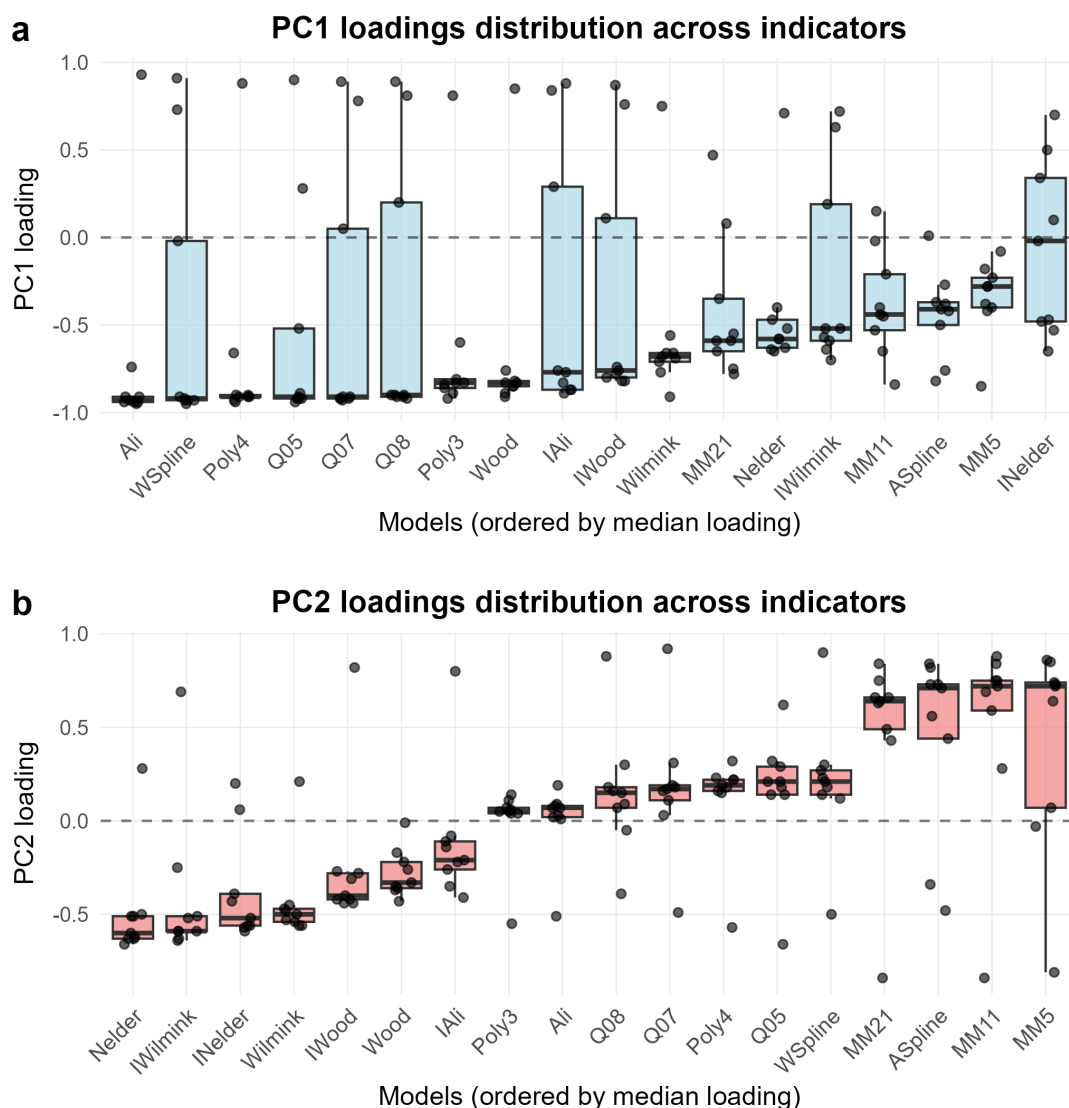 a
PC1 loadings distribution across indicators
PC1 loading
1.0
0.5
0.0
-0.5
-1.0
Ali WSpline Poly4 Q05 Q07 Q08 Poly3 Wood IAli IWood Wilmink MM21 Nelder IWilmink MM11 ASpline MM5 INelder
Models (ordered by median loading)
b
PC2 loadings distribution across indicators
PC2 loading
1.0
0.5
0.0
-0.5
Nelder IWilmink INelder Wilmink IWood Wood IAli Poly3 Ali Q08 Q07 Poly4 Q05 WSpline MM21 ASpline MM11 MM5
Models (ordered by median loading)